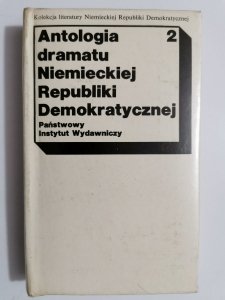 Kolekcja literatury Niemieckiej Republiki Demokratycznej
Antologia 2
dramatu
Niemieckiej
Republiki
Demokratycznej
Państwowy
Instytut Wydawniczy